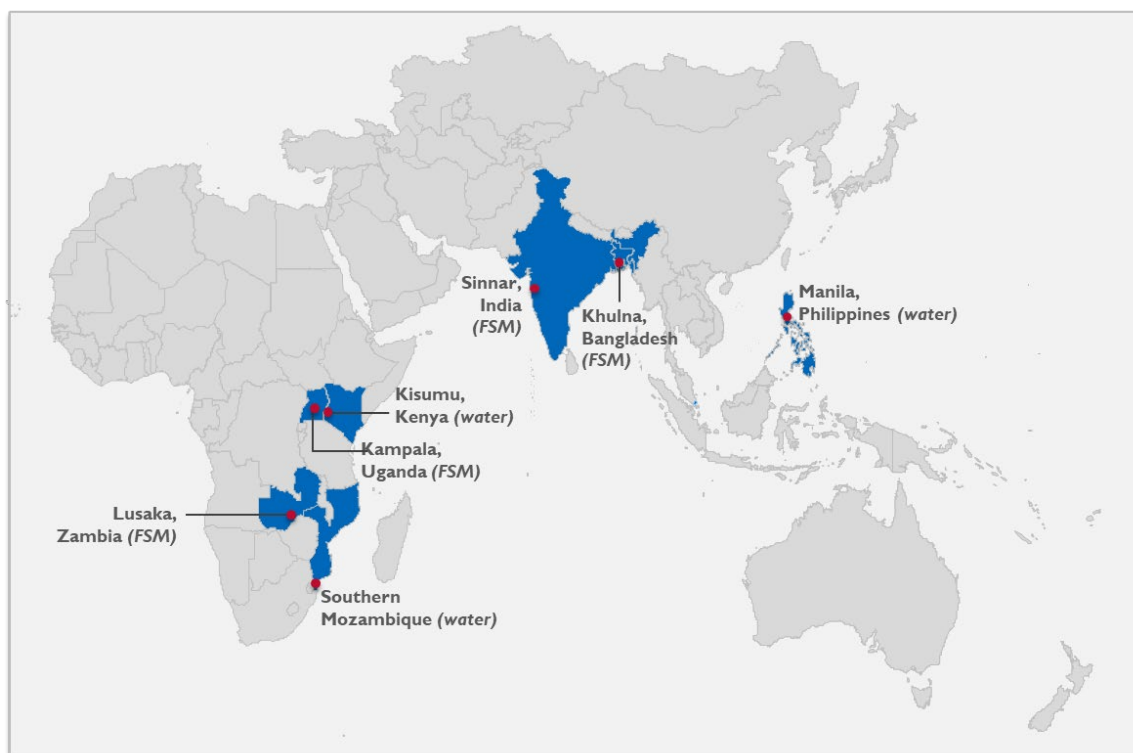 Sinnar,
India
(FSM)
Khulna,
Bangladesh
(FSM)
Manila,
Philippines (water)
Kisumu,
Kenya (water)
Kampala,
Uganda (FSM)
Lusaka,
Zambia (FSM)
Southern
Mozambique (water)